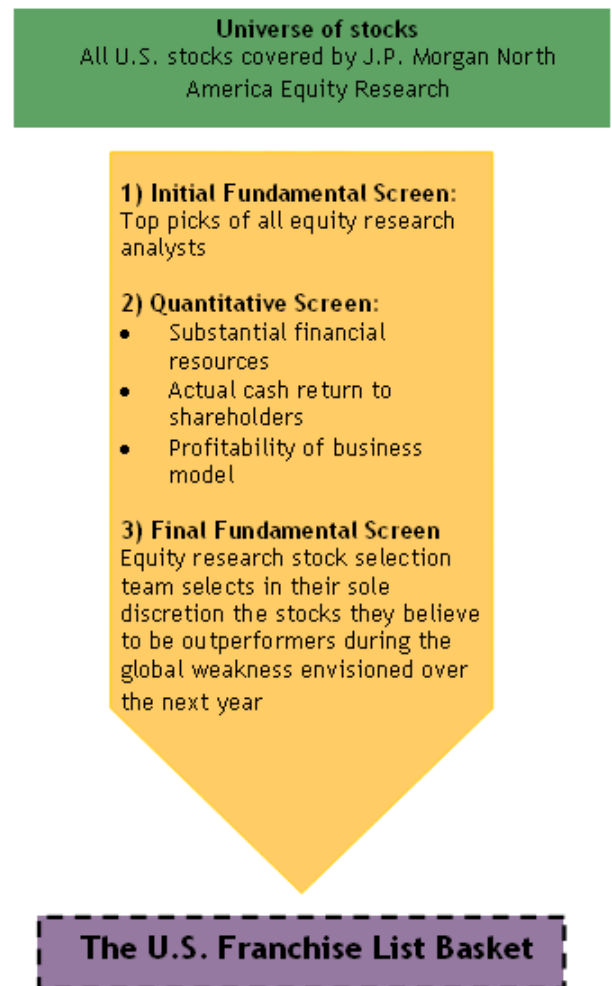 Universe of stocks
All U.S. stocks covered by J.P. Morgan North
America Equity Research
1) Initial Fundamental Screen:
Top picks of all equity research
analysts
2) Quantitative Screen:
• Substantial financial
resources
• Actual cash return to
shareholders
• Profitability of business
model
3) Final Fundamental Screen
Equity research stock selection
team selects in their sole
discretion the stocks they believe
to be outperformers during the
global weakness envisioned over
the next year
The U.S. Franchise List Basket